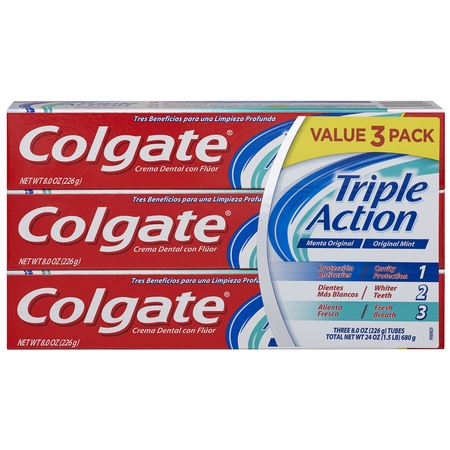 Tres Beneficios para una Limpieza Profunda
Colgate®
Crema Dental con Flúor
NET WT 8.0 OZ (226 g)
Tres Beneficios para una Limpieza Profunda
Colgate®
Crema Dental con Flúor
NET WT 8.0 OZ (226 g)
Tres Beneficios para una Limpieza Profunda
Colgate®
Crema Dental con Flúor
NET WT 8.0 OZ (226 g)
VALUE 3 PACK
Triple
Action
Menta Original / Original Mint
Protección / Cavity
Anticaries Protection 1
Dientes / Whiter
Más Blancos Teeth 2
Aliento / Fresh
Fresco Breath 3
THREE 8.0 OZ (226 g) TUBES
TOTAL NET WT 24 OZ (1.5 LB) 680 g